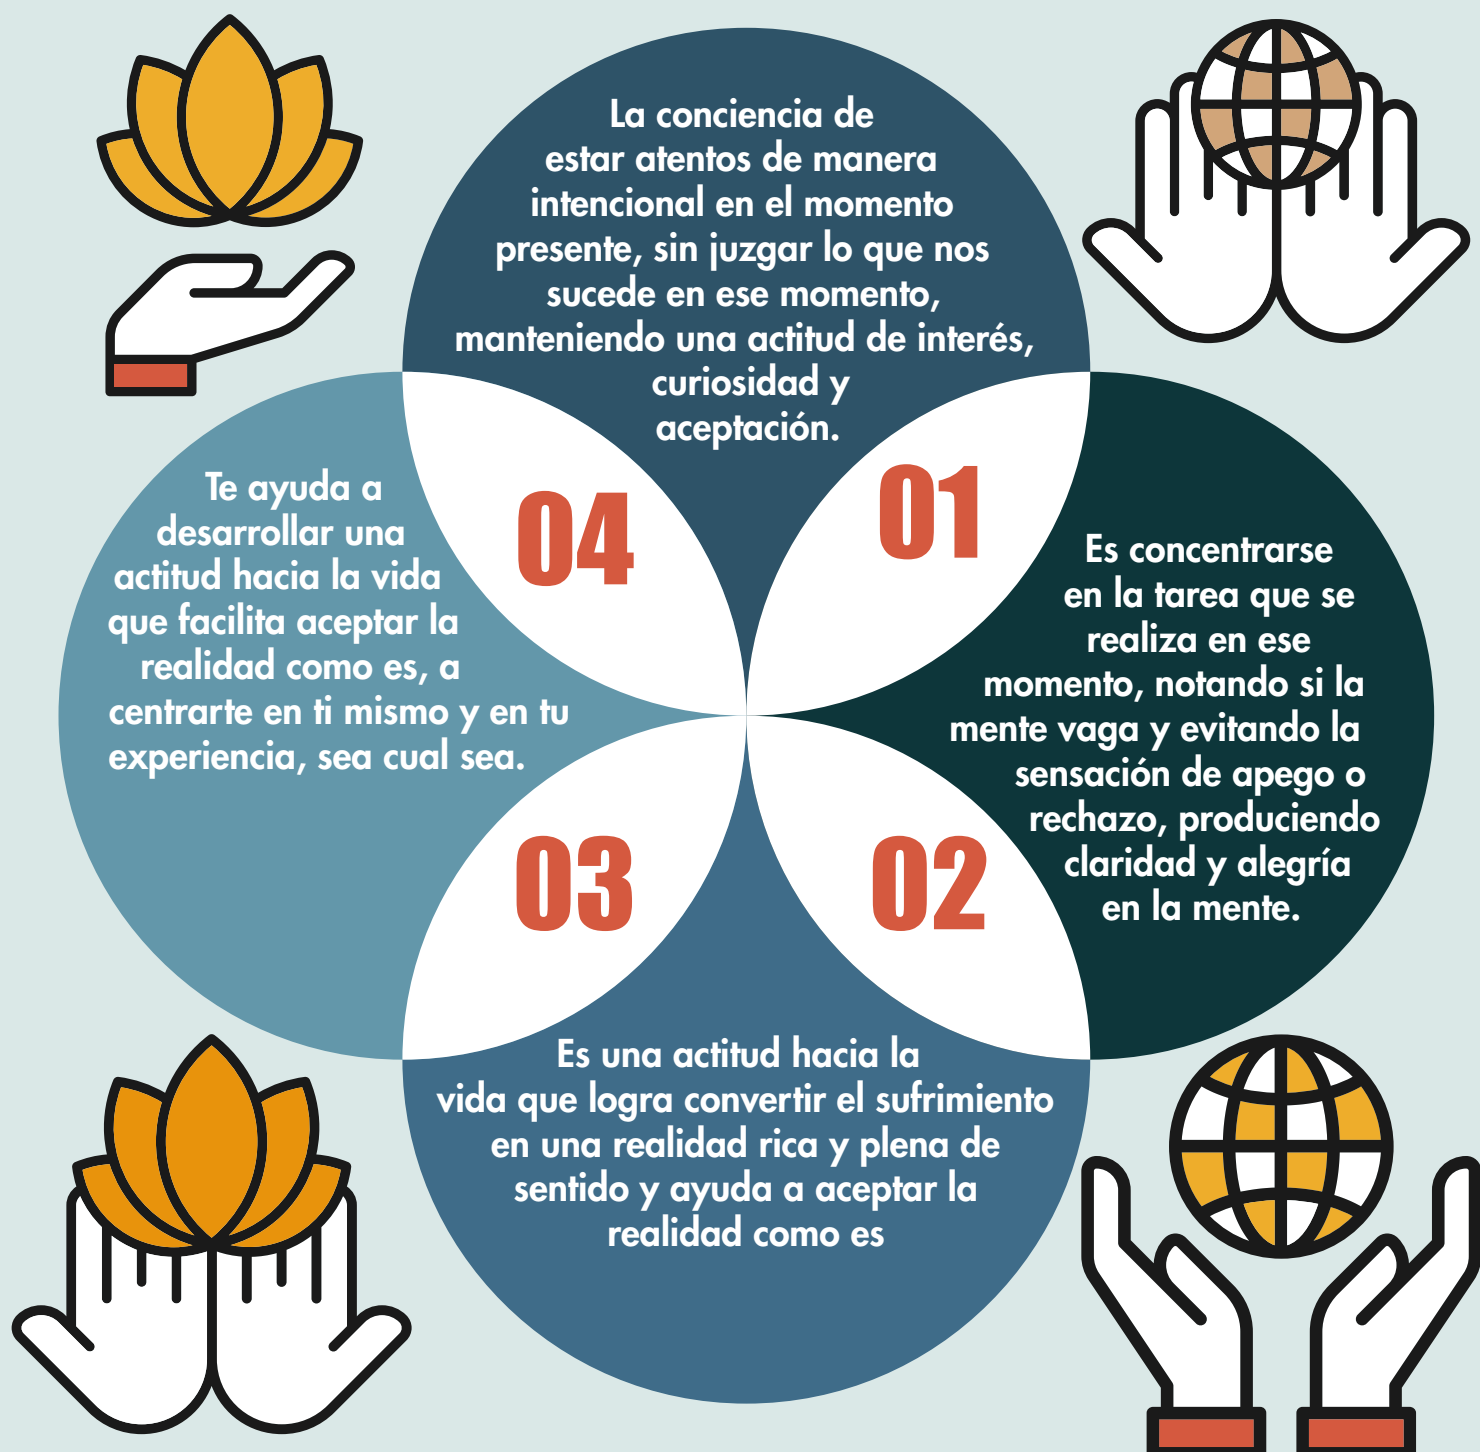 La conciencia de
estar atentos de manera
intencional en el momento
presente, sin juzgar lo que nos
sucede en ese momento,
manteniendo una actitud de interés,
curiosidad y
aceptación.
01
Es concentrarse
en la tarea que se
realiza en ese
momento, notando si la
mente vaga y evitando la
sensación de apego o
rechazo, produciendo
claridad y alegría
en la mente.
02
Es una actitud hacia la
vida que logra convertir el sufrimiento
en una realidad rica y plena de
sentido y ayuda a aceptar la
realidad como es
03
Te ayuda a
desarrollar una
actitud hacia la vida
que facilita aceptar la
realidad como es, a
centrarte en ti mismo y en tu
experiencia, sea cual sea.
04